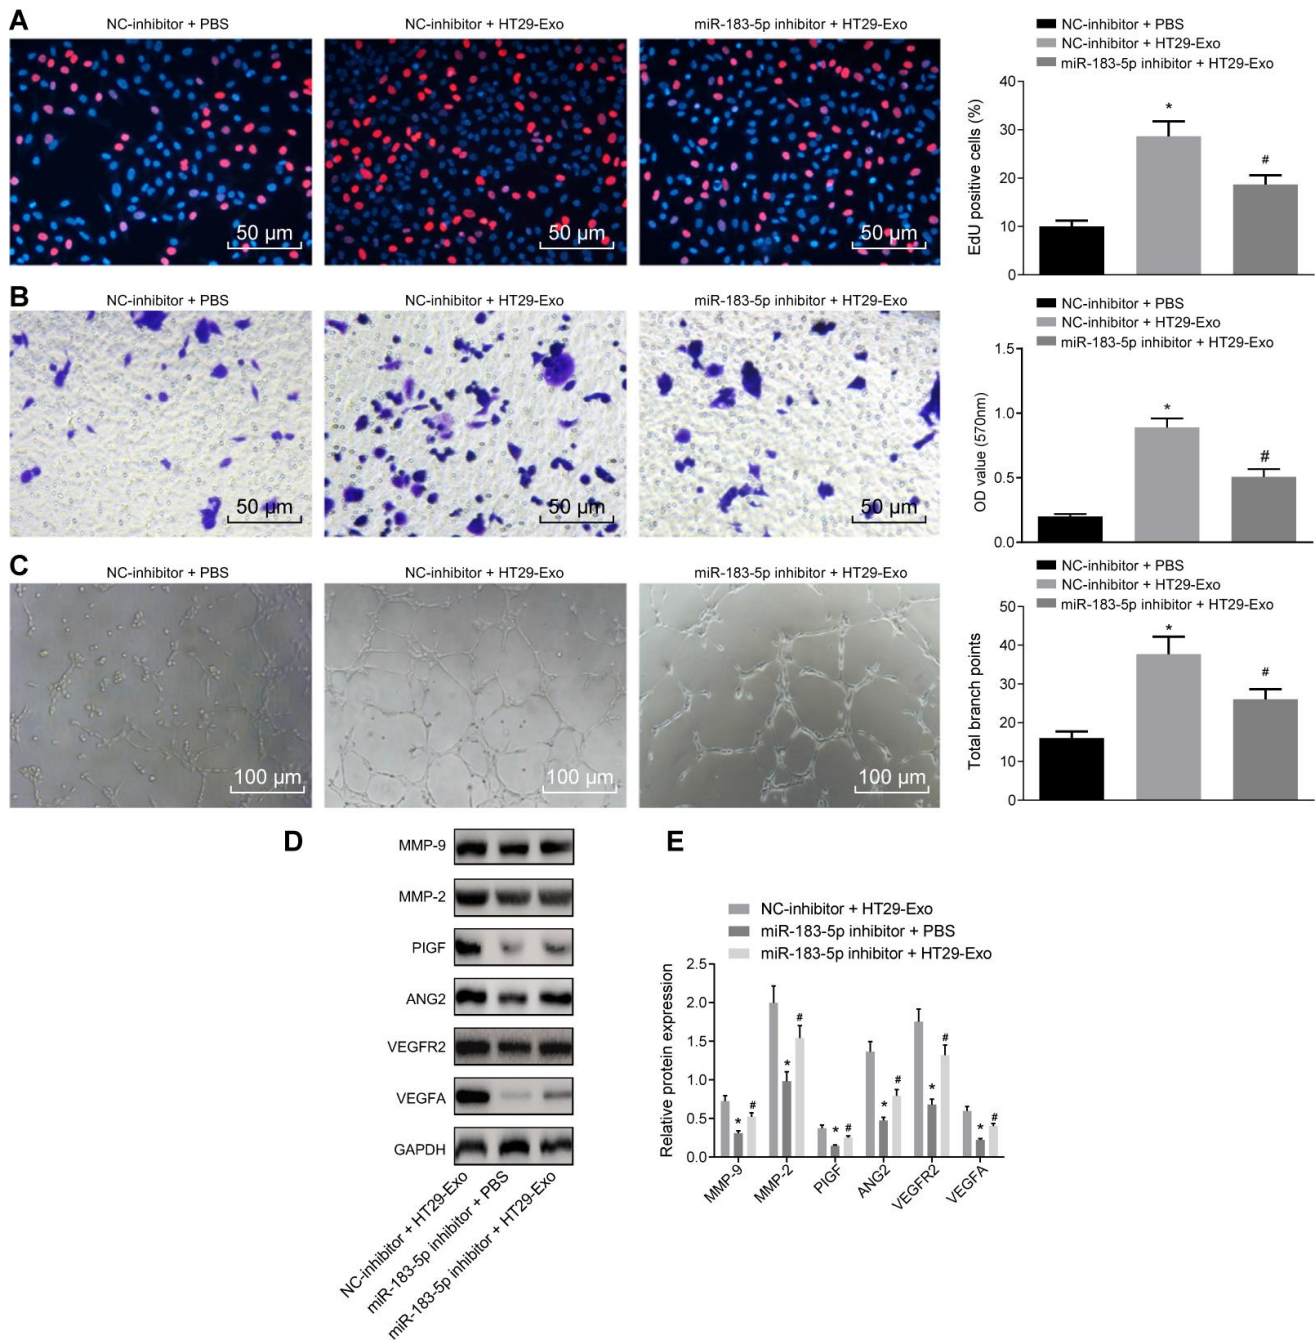 A
NC-inhibitor + PBS
NC-inhibitor + HT29-Exo
miR-183-5p inhibitor + HT29-Exo
50 µm
50 µm
50 µm
NC-inhibitor + PBS
NC-inhibitor + HT29-Exo
miR-183-5p inhibitor + HT29-Exo
EdU positive cells (%)
40
30
20
10
0
*
#
B
NC-inhibitor + PBS
NC-inhibitor + HT29-Exo
miR-183-5p inhibitor + HT29-Exo
50 µm
50 µm
50 µm
NC-inhibitor + PBS
NC-inhibitor + HT29-Exo
miR-183-5p inhibitor + HT29-Exo
OD value (570nm)
1.5
1.0
0.5
0.0
*
#
C
NC-inhibitor + PBS
NC-inhibitor + HT29-Exo
miR-183-5p inhibitor + HT29-Exo
100 µm
100 µm
100 µm
NC-inhibitor + PBS
NC-inhibitor + HT29-Exo
miR-183-5p inhibitor + HT29-Exo
Total branch points
50
40
30
20
10
0
*
#
D
MMP-9
MMP-2
PIGF
ANG2
VEGFR2
VEGFA
GAPDH
NC-inhibitor + HT29-Exo
miR-183-5p inhibitor + PBS
miR-183-5p inhibitor + HT29-Exo
E
NC-inhibitor + HT29-Exo
miR-183-5p inhibitor + PBS
miR-183-5p inhibitor + HT29-Exo
Relative protein expression
2.5
2.0
1.5
1.0
0.5
0.0
* # * # * # * # * # * #
MMP-9
MMP-2
PIGF
ANG2
VEGFR2
VEGFA